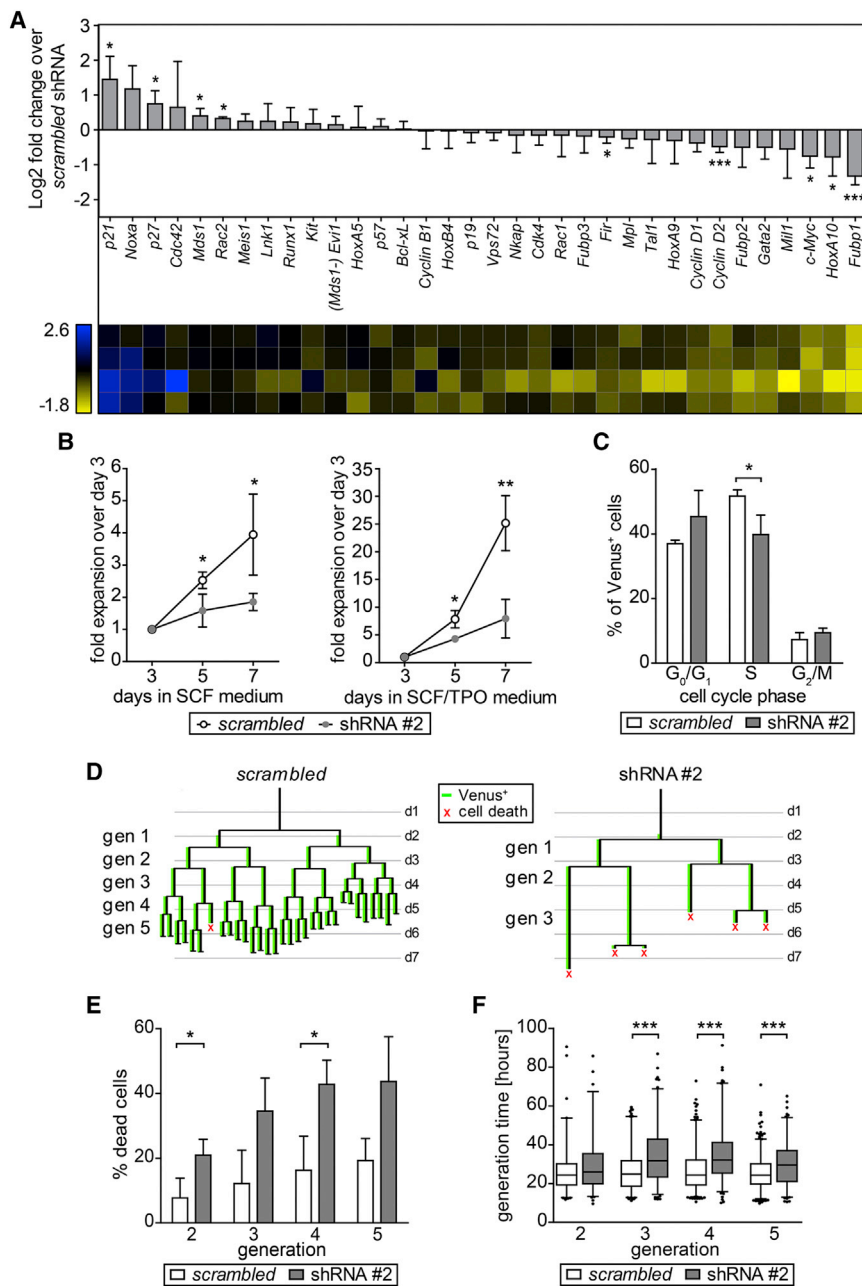 A
Log2 fold change over
scrambled shRNA
3
2
1
0
-1
-2
* * * * * *** * * ***
p21
Noxa
p27
Cdc42
Mds1
Rac2
Meis1
Lnk1
Runx1
Kit
(Mds1-) Evi1
HoxA5
p57
Bcl-xL
Cyclin B1
HoxB4
p19
Vps72
Nkap
Cdk4
Rac1
Fubp3
Fir
Mpl
Tal1
HoxA9
Cyclin D1
Cyclin D2
Fubp2
Gata2
Mll1
c-Myc
HoxA10
Fubp1
2.6
-1.8
B
fold expansion over day 3
6
5
4
3
2
1
0
* *
3 5 7
days in SCF medium
fold expansion over day 3
35
30
25
20
15
10
5
0
* **
3 5 7
days in SCF/TPO medium
scrambled shRNA #2
C
% of Venus+ cells
60
40
20
0
*
G0/G1 S G2/M
cell cycle phase
scrambled shRNA #2
D
scrambled
Venus+
x cell death
shRNA #2
gen 1
gen 2
gen 3
gen 4
gen 5
d1
d2
d3
d4
d5
d6
d7
gen 1
gen 2
gen 3
d1
d2
d3
d4
d5
d6
d7
E
% dead cells
60
40
20
0
* *
2 3 4 5
generation
scrambled shRNA #2
F
generation time [hours]
100
80
60
40
20
0
*** *** ***
2 3 4 5
generation
scrambled shRNA #2